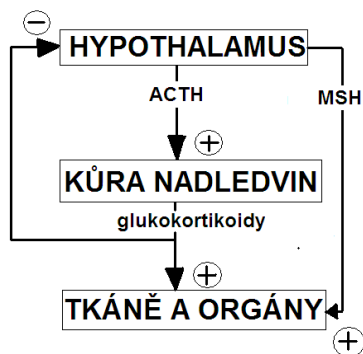 HYPOTHALAMUS
ACTH
MSH
KŮRA NADLEDVIN
glukokortikoidy
TKÁNĚ A ORGÁNY